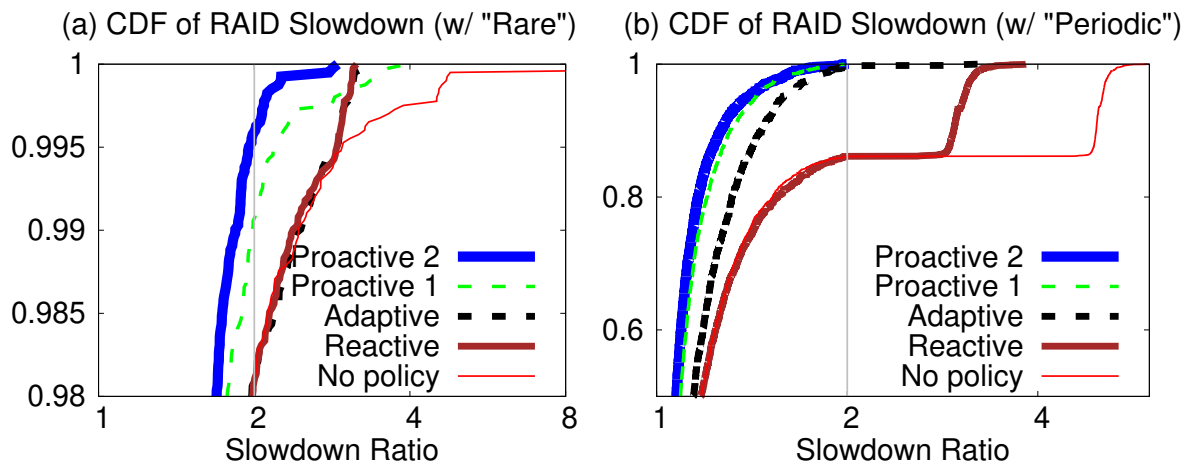 (a) CDF of RAID Slowdown (w/ "Rare")
1
0.995
0.99
0.985
0.98
1
2
4
8
Slowdown Ratio
Proactive 2
Proactive 1
Adaptive
Reactive
No policy
(b) CDF of RAID Slowdown (w/ "Periodic")
1
0.8
0.6
1
2
4
Slowdown Ratio
Proactive 2
Proactive 1
Adaptive
Reactive
No policy